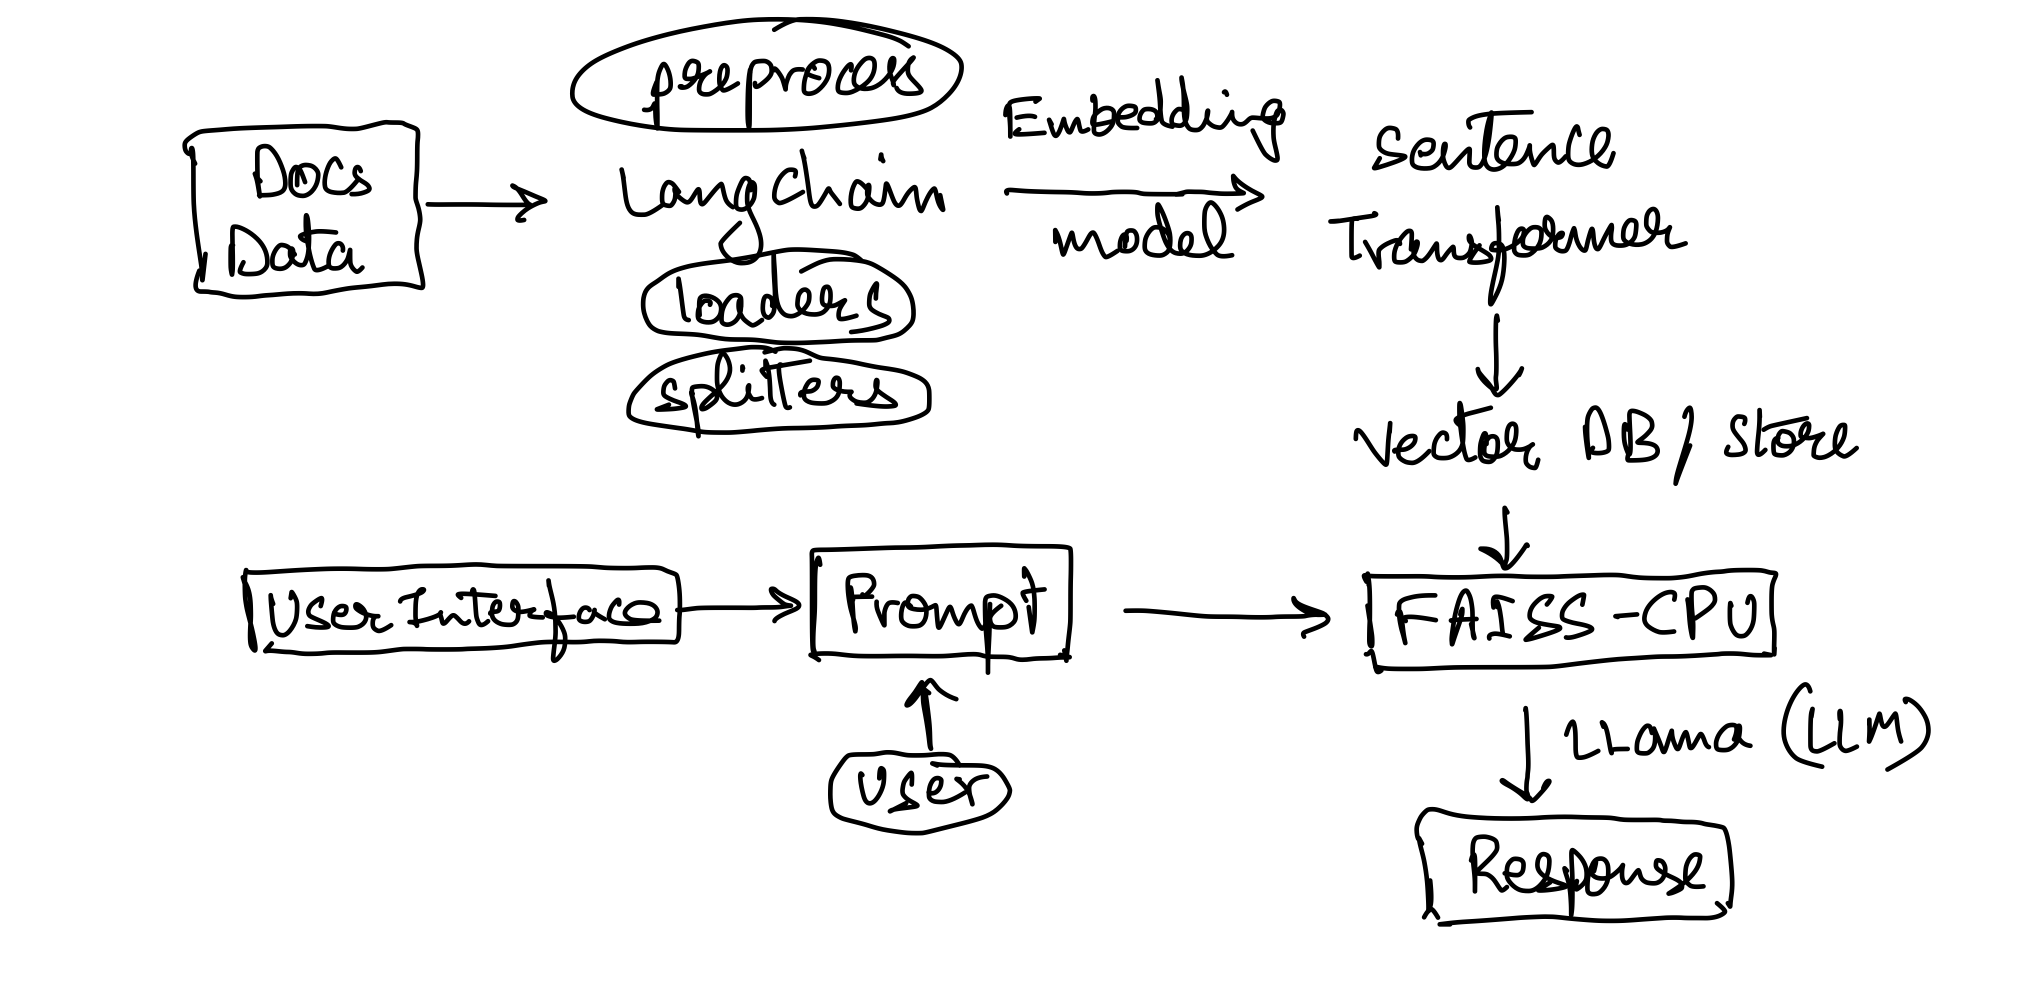 preprocess
Docs
Data
LangChain
loaders
splitters
Embedding
model
Sentence
Transformer
Vector DB / Store
User Interface
Prompt
User
FAISS-CPU
LLama (LLM)
Response